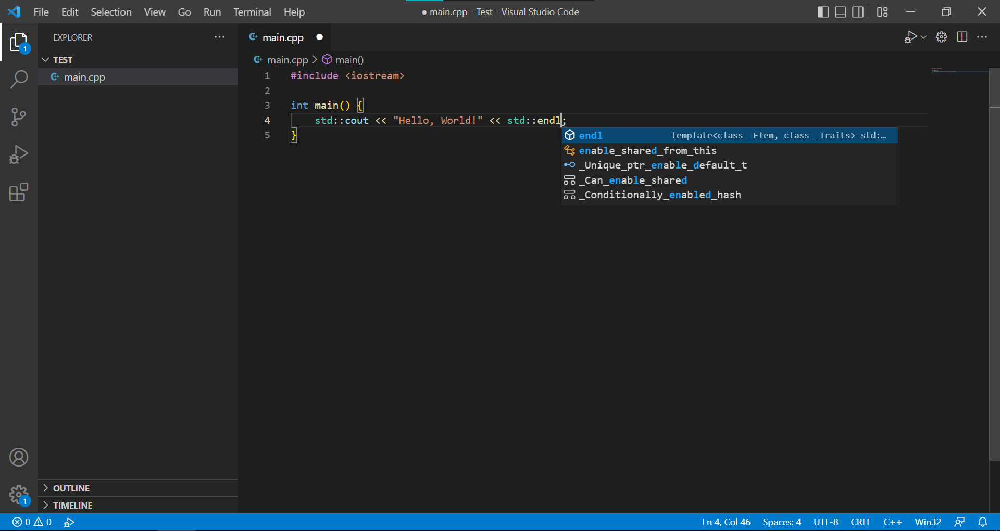 File Edit Selection View Go Run Terminal Help
● main.cpp - Test - Visual Studio Code
1
EXPLORER
TEST
main.cpp
main.cpp
main.cpp > main()
1 #include <iostream>
2
3 int main() {
4 std::cout << "Hello, World!" << std::endl;
5 }
endl template<class _Elem, class _Traits> std:…
enable_shared_from_this
_Unique_ptr_enable_default_t
_Can_enable_shared
_Conditionally_enabled_hash
OUTLINE
TIMELINE
1
0 0
Ln 4, Col 46 Spaces: 4 UTF-8 CRLF C++ Win32